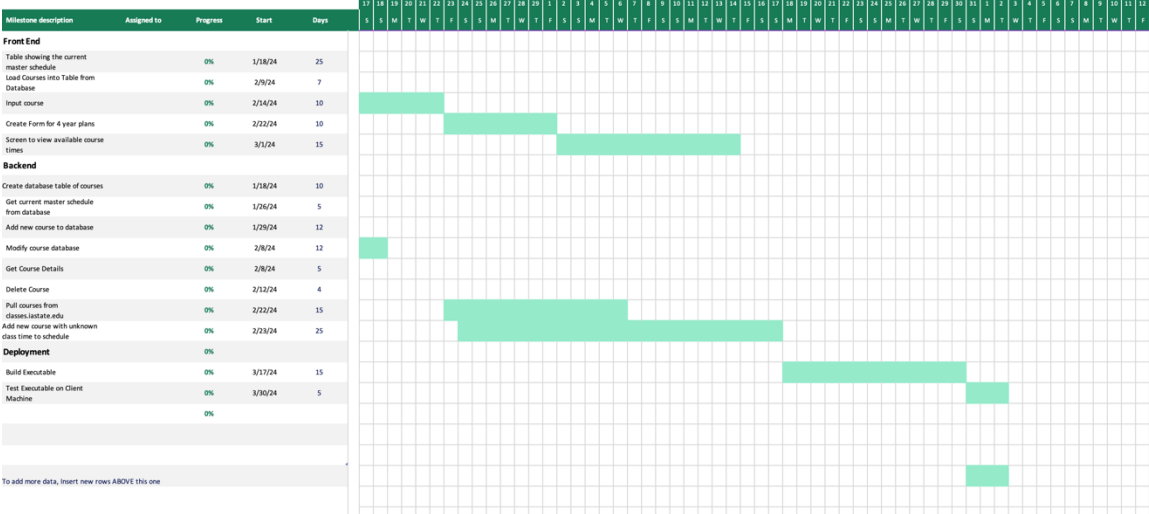 17 18 19 20 21 22 23 24 25 26 27 28 29 1 2 3 4 5 6 7 8 9 10 11 12 13 14 15 16 17 18 19 20 21 22 23 24 25 26 27 28 29 30 31 1 2 3 4 5 6 7 8 9 10 11 12
Milestone description Assigned to Progress Start Days S S M T W T F S S M T W T F S S M T W T F S S M T W T F S S M T W T F S S M T W T F S S M T W T F S S M T W T F
Front End
Table showing the current
master schedule 0% 1/18/24 25
Load Courses into Table from
Database 0% 2/9/24 7
Input course 0% 2/14/24 10
Create Form for 4 year plans 0% 2/22/24 10
Screen to view available course
times 0% 3/1/24 15
Backend
Create database table of courses 0% 1/18/24 10
Get current master schedule
from database 0% 1/26/24 5
Add new course to database 0% 1/29/24 12
Modify course database 0% 2/8/24 12
Get Course Details 0% 2/8/24 5
Delete Course 0% 2/12/24 4
Pull courses from
classes.iastate.edu 0% 2/22/24 15
Add new course with unknown
class time to schedule 0% 2/23/24 25
Deployment 0%
Build Executable 0% 3/17/24 15
Test Executable on Client
Machine 0% 3/30/24 5
0%
To add more data, Insert new rows ABOVE this one